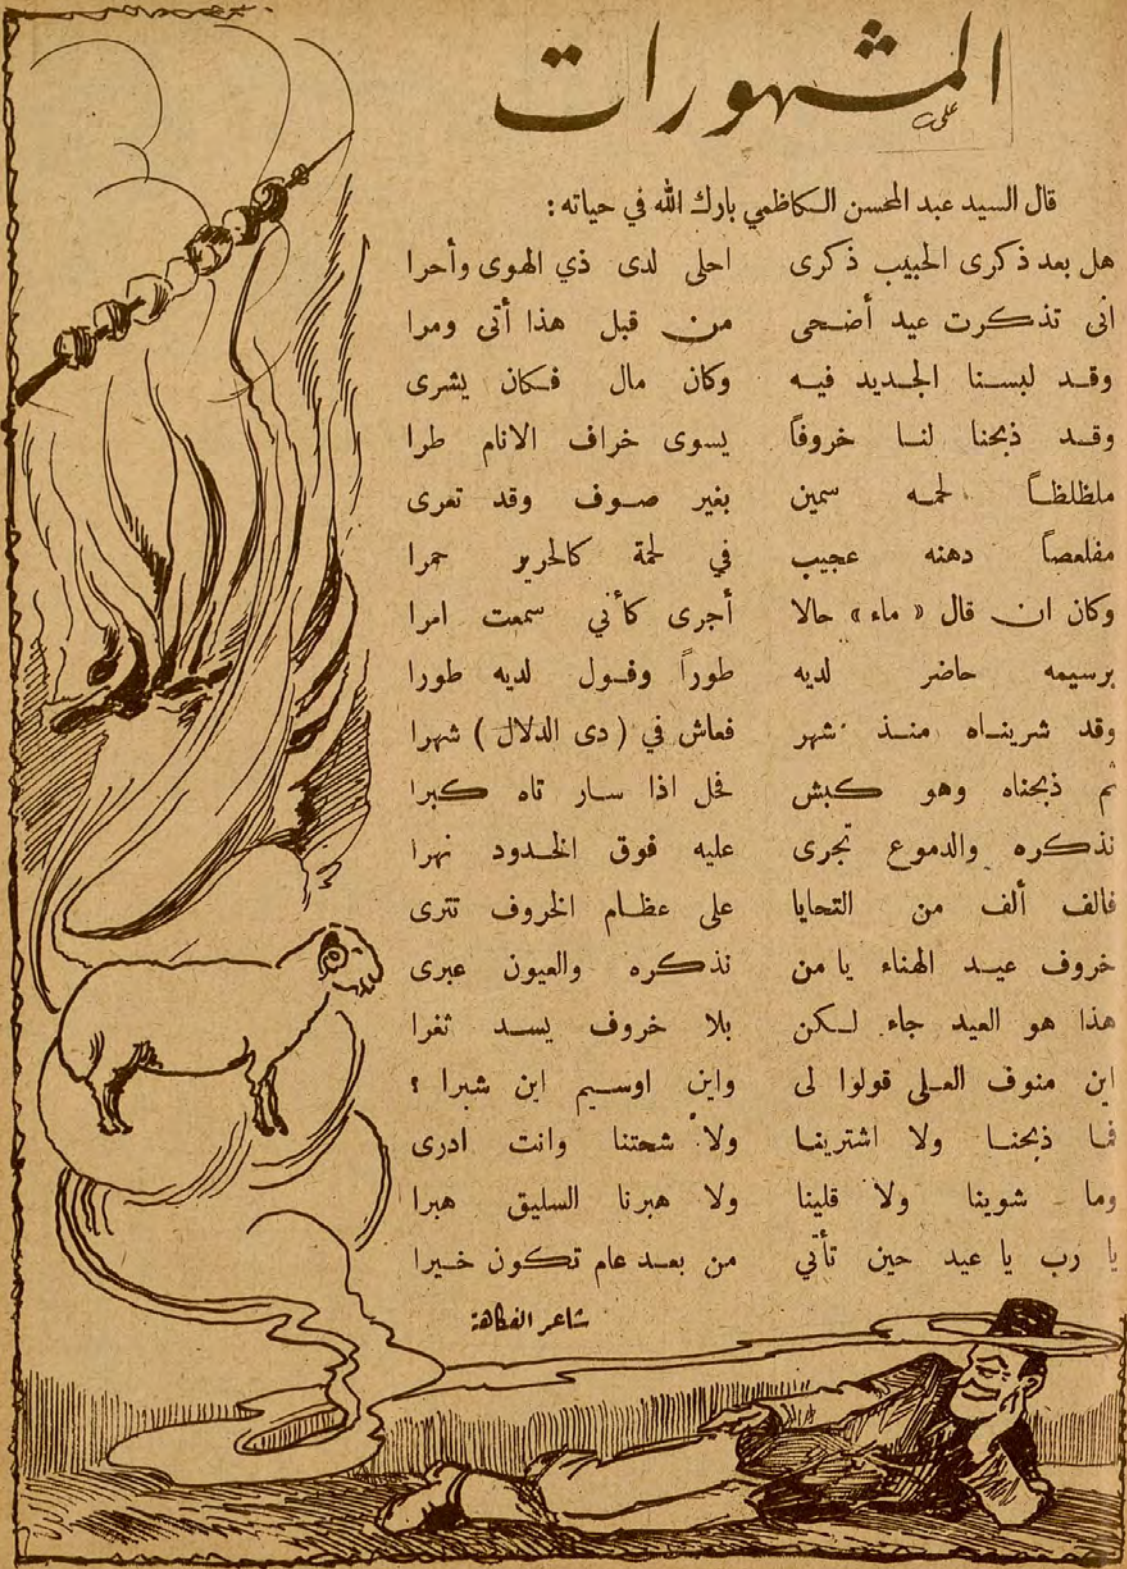 المشهورات
على
قال السيد عبد المحسن الكاظمي بارك الله في حياته :
هل بعد ذكرى الحبيب ذكرى احلى لدى ذي الهوى وأحرا
انى تذكرت عيد أضحى من قبل هذا أتى ومرا
وقد لبسنا الجديد فيه وكان مال فكان يشرى
وقد ذبحنا لنا خروفاً يسوى خراف الانام طرا
ملظلظاً لحمه سمين بغير صوف وقد تعرى
مفلعصاً دهنه عجيب في لحمة كالحرير حمرا
وكان ان قال « ماء » حالا أجرى كأني سمعت امرا
برسيمه حاضر لديه طوراً وفول لديه طورا
وقد شريناه منذ شهر فعاش في ( دى الدلال ) شهرا
ثم ذبحناه وهو كبش فحل اذا سار تاه كبرا
نذكره والدموع تجرى عليه فوق الخدود نهرا
فالف ألف من التحايا على عظام الخروف تترى
خروف عيد الهناء يا من نذكره والعيون عبرى
هذا هو العيد جاء لكن بلا خروف يسد ثغرا
اين منوف العلى قولوا لى واين اوسيم اين شبرا ؟
فما ذبحنا ولا اشترينا ولا شحتنا وانت ادرى
وما شوينا ولا قلينا ولا هبرنا السليق هبرا
يا رب يا عيد حين تأتي من بعد عام تكون خيرا
شاعر الفكاهة